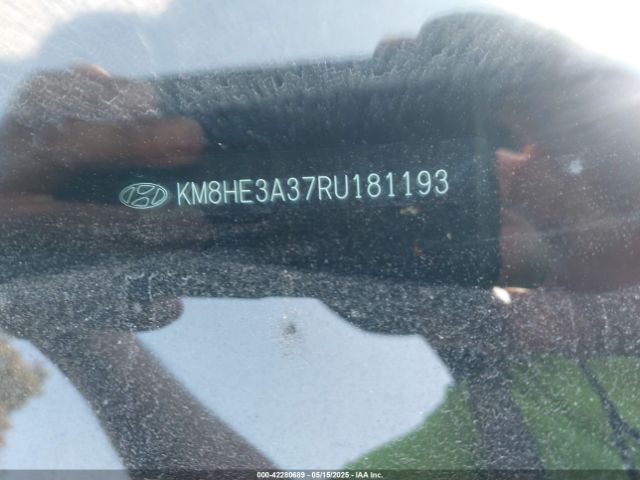 KM8HE3A37RU181193
000-42280689 - 05/15/2025 - IAA Inc.